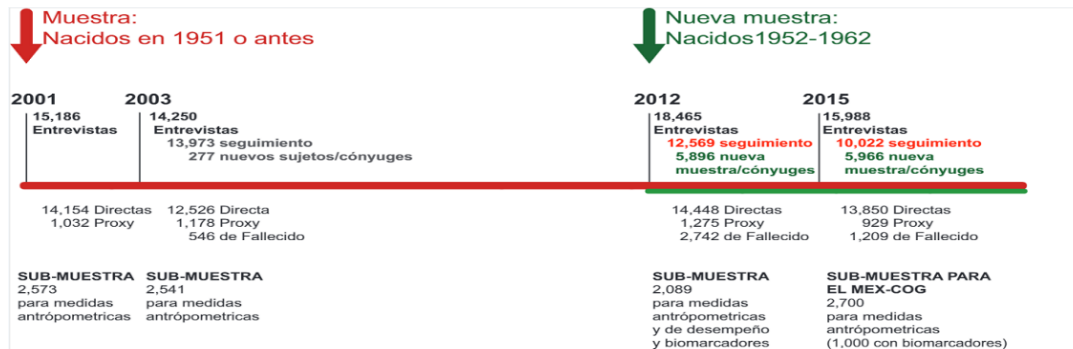 Muestra:
Nacidos en 1951 o antes
Nueva muestra:
Nacidos1952-1962
2001
15,186
Entrevistas
2003
14,250
Entrevistas
13,973 seguimiento
277 nuevos sujetos/cónyuges
2012
18,465
Entrevistas
12,569 seguimiento
5,896 nueva
muestra/cónyuges
2015
15,988
Entrevistas
10,022 seguimiento
5,966 nueva
muestra/cónyuges
14,154 Directas
1,032 Proxy
12,526 Directa
1,178 Proxy
546 de Fallecido
14,448 Directas
1,275 Proxy
2,742 de Fallecido
13,850 Directas
929 Proxy
1,209 de Fallecido
SUB-MUESTRA
2,573
para medidas
antrópometricas
SUB-MUESTRA
2,541
para medidas
antrópometricas
SUB-MUESTRA
2,089
para medidas
antrópometricas
y de desempeño
y biomarcadores
SUB-MUESTRA PARA
EL MEX-COG
2,700
para medidas
antrópometricas
(1,000 con biomarcadores)